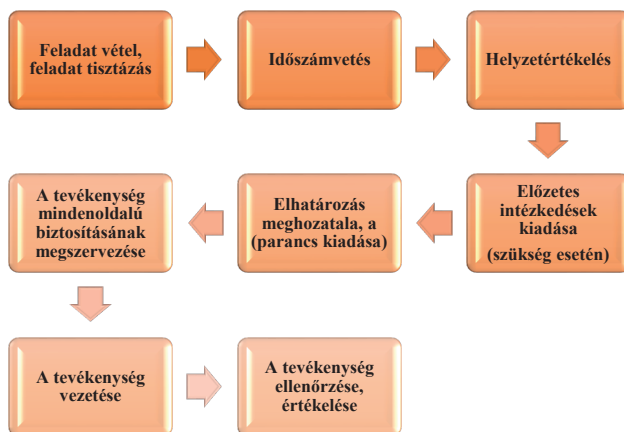 Feladat vétel,
feladat tisztázás
Időszámvetés
Helyzetértékelés
Előzetes
intézkedések
kiadása
(szükség esetén)
Elhatározás
meghozatala, a
(parancs kiadása)
A tevékenység
mindenoldalú
biztosításának
megszervezése
A tevékenység
vezetése
A tevékenység
ellenőrzése,
értékelése